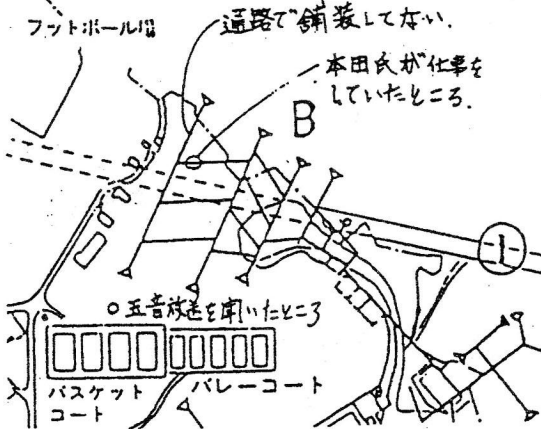 フットボール場
通路で舗装してない.
本田氏が仕事を
していたところ.
B
1
玉音放送を聞いたところ
バスケット
コート
バレーコート